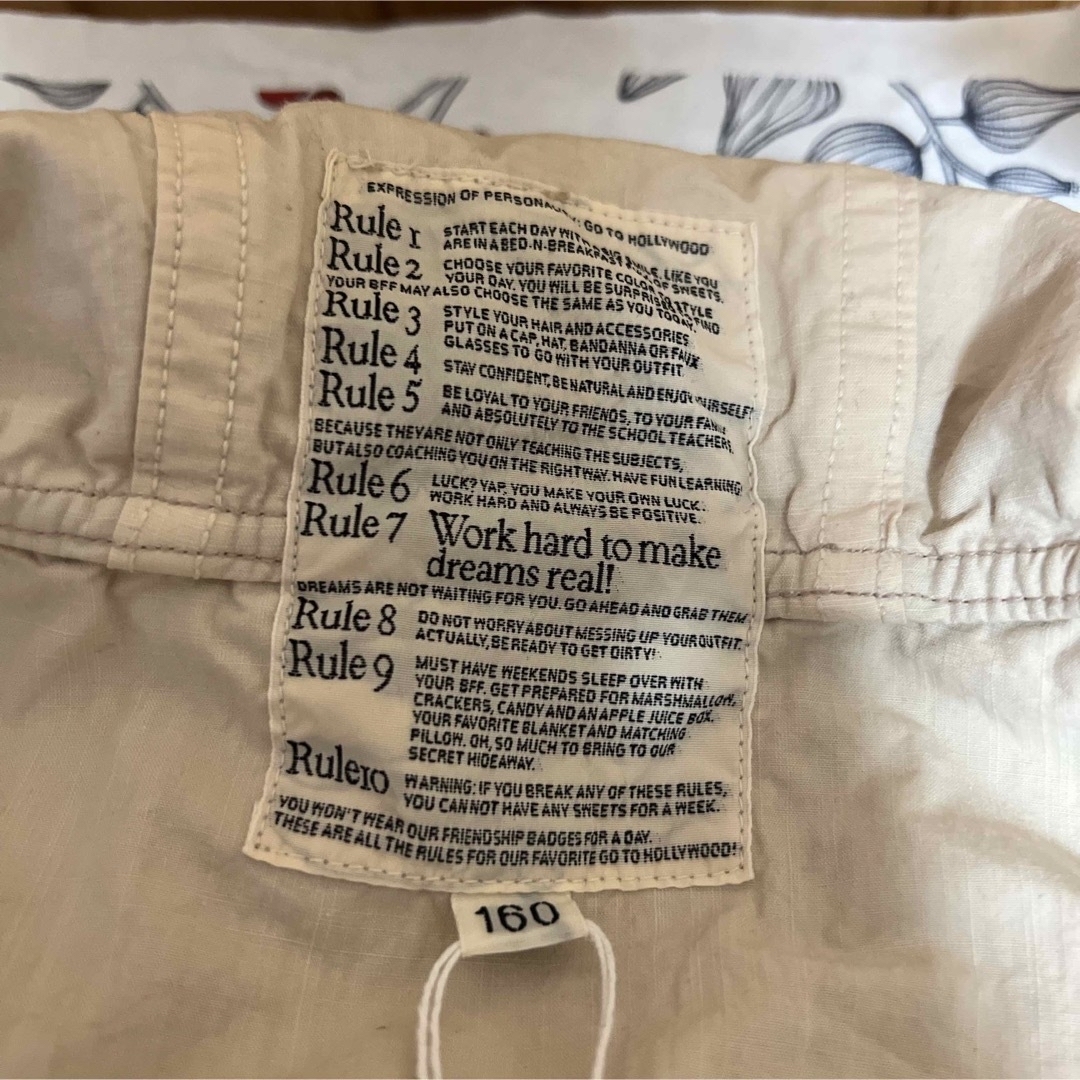 EXPRESSION OF GO TO HOLLYWOOD
Rule 1 START EACH DAY LIKE YOU
ARE IN A BED-N-BREAKFAST OF SWEETS.
Rule 2 CHOOSE YOUR FAVORITE COLOR STYLE
YOUR DAY. YOU WILL BE SURPRISED FIND
YOUR BFF MAY ALSO CHOOSE THE SAME AS YOU TODAY.
Rule 3 STYLE YOUR HAIR AND ACCESSORIES
PUT ON A CAP, HAT, BANDANNA OR FAUX
GLASSES TO GO WITH YOUR OUTFIT.
Rule 4 STAY CONFIDENT, BE NATURAL AND ENJOY YOURSELF!
Rule 5 BE LOYAL TO YOUR FRIENDS, TO YOUR
AND ABSOLUTELY TO THE SCHOOL TEACHERS.
BECAUSE THEYARE NOT ONLY TEACHING THE SUBJECTS,
BUT ALSO COACHING YOU ON THE RIGHT WAY. HAVE FUN LEARNING!
Rule 6 LUCK? YAP, YOU MAKE YOUR OWN LUCK.
WORK HARD AND ALWAYS BE POSITIVE.
Rule 7 Work hard to make
dreams real!
DREAMS ARE NOT WAITING FOR YOU. GO AHEAD AND GRAB THEM
Rule 8 DO NOT WORRY ABOUT MESSING UP YOUR OUTFIT.
ACTUALLY, BE READY TO GET DIRTY!
Rule 9 MUST HAVE WEEKENDS SLEEP OVER WITH
YOUR BFF. GET PREPARED FOR MARSHMALLOW,
CRACKERS, CANDY AND AN APPLE JUICE BOX.
YOUR FAVORITE BLANKET AND MATCHING
PILLOW. OH, SO MUCH TO BRING TO OUR
SECRET HIDEAWAY.
Rule10 WARNING: IF YOU BREAK ANY OF THESE RULES,
YOU CAN NOT HAVE ANY SWEETS FOR A WEEK.
YOU WON'T WEAR OUR FRIENDSHIP BADGES FOR A DAY.
THESE ARE ALL THE RULES FOR OUR FAVORITE GO TO HOLLYWOOD!
160